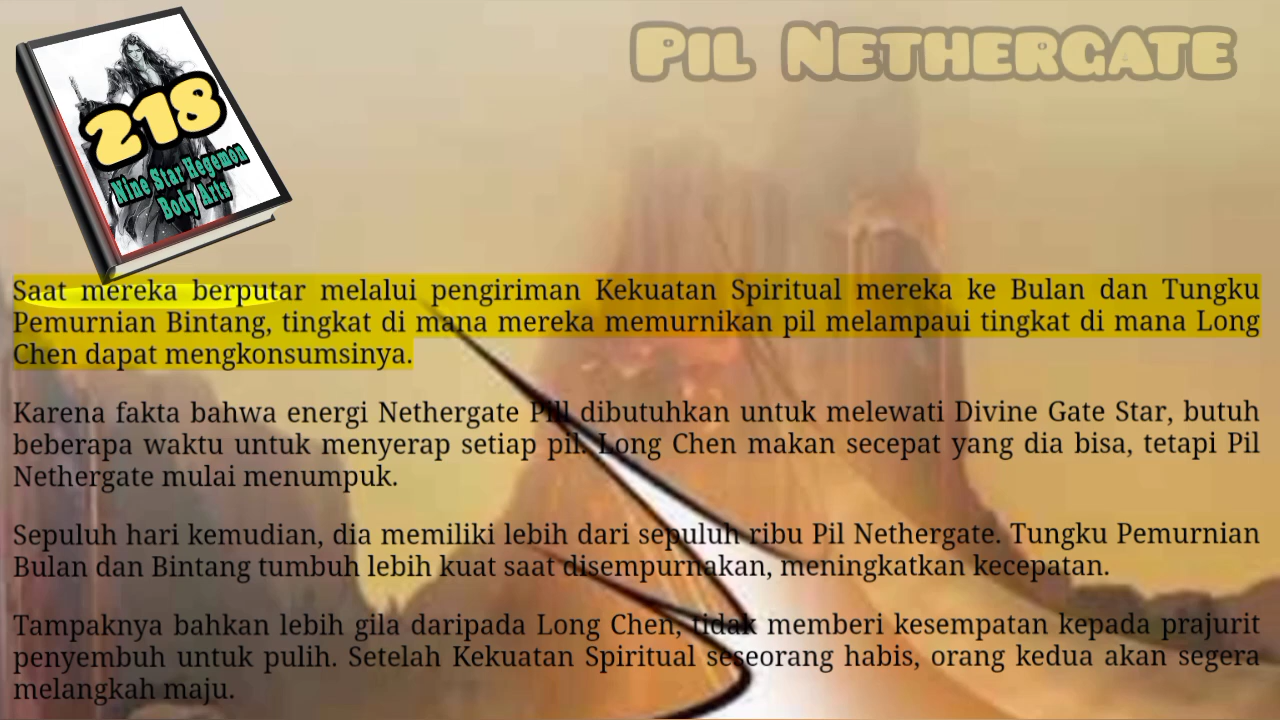 Pil Nethergate
218
Nine Star Hegemon
Body Arts
Saat mereka berputar melalui pengiriman Kekuatan Spiritual mereka ke Bulan dan Tungku
Pemurnian Bintang, tingkat di mana mereka memurnikan pil melampaui tingkat di mana Long
Chen dapat mengkonsumsinya.
Karena fakta bahwa energi Nethergate Pill dibutuhkan untuk melewati Divine Gate Star, butuh
beberapa waktu untuk menyerap setiap pil. Long Chen makan secepat yang dia bisa, tetapi Pil
Nethergate mulai menumpuk.
Sepuluh hari kemudian, dia memiliki lebih dari sepuluh ribu Pil Nethergate. Tungku Pemurnian
Bulan dan Bintang tumbuh lebih kuat saat disempurnakan, meningkatkan kecepatan.
Tampaknya bahkan lebih gila daripada Long Chen, tidak memberi kesempatan kepada prajurit
penyembuh untuk pulih. Setelah Kekuatan Spiritual seseorang habis, orang kedua akan segera
melangkah maju.